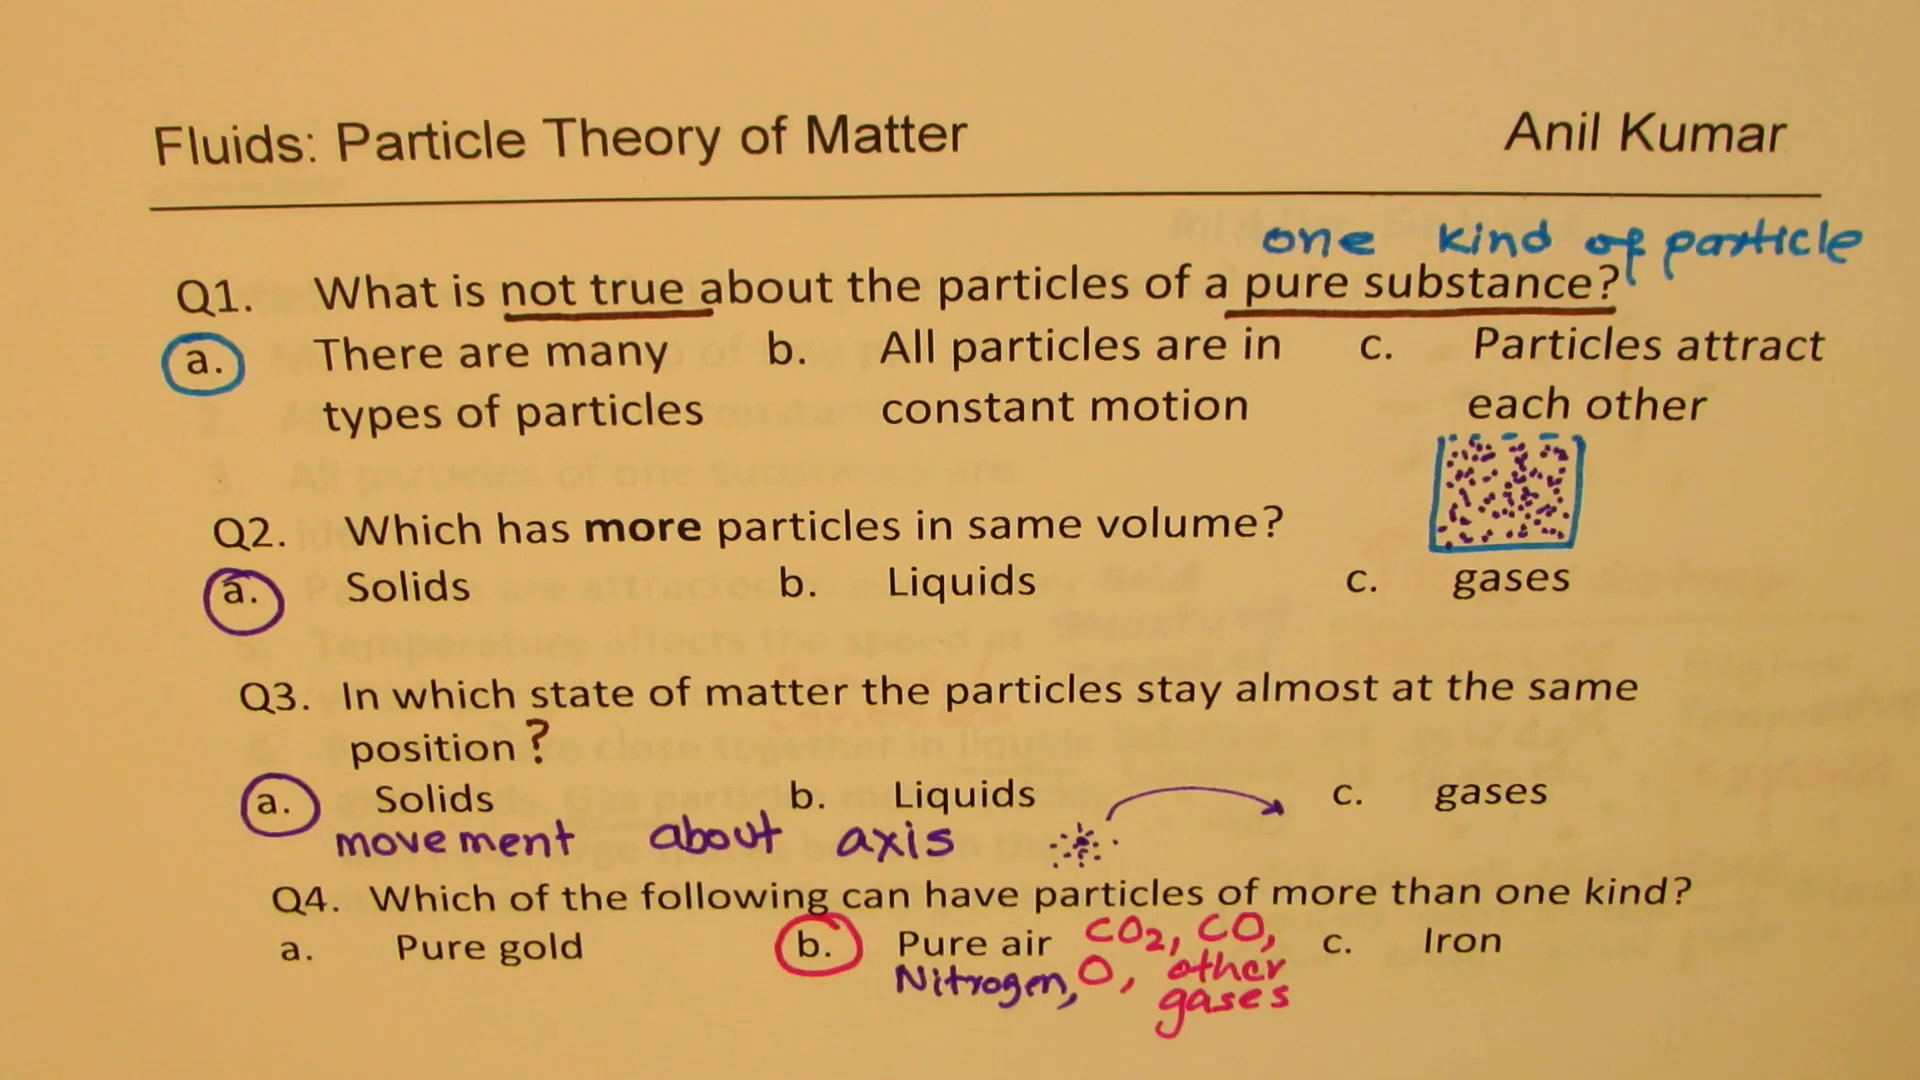 Fluids: Particle Theory of Matter Anil Kumar
one kind of particle
Q1. What is not true about the particles of a pure substance?
a. There are many b. All particles are in c. Particles attract
types of particles constant motion each other
Q2. Which has more particles in same volume?
a. Solids b. Liquids c. gases
Q3. In which state of matter the particles stay almost at the same
position ?
a. Solids b. Liquids c. gases
movement about axis
Q4. Which of the following can have particles of more than one kind?
a. Pure gold b. Pure air CO2, CO, c. Iron
Nitrogen, O, other
gases